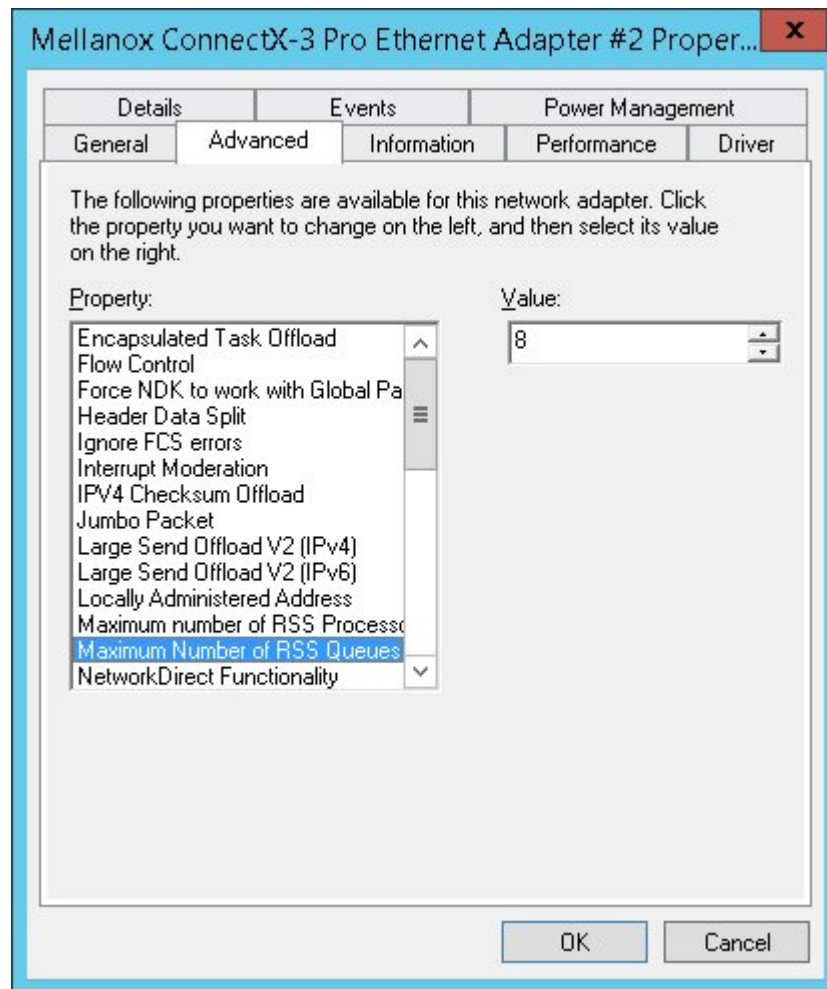 Mellanox ConnectX-3 Pro Ethernet Adapter #2 Proper...
x
Details Events Power Management
General Advanced Information Performance Driver
The following properties are available for this network adapter. Click
the property you want to change on the left, and then select its value
on the right.
Property: Value:
Encapsulated Task Offload
8
Flow Control
Force NDK to work with Global Pa
Header Data Split
Ignore FCS errors
Interrupt Moderation
IPV4 Checksum Offload
Jumbo Packet
Large Send Offload V2 (IPv4)
Large Send Offload V2 (IPv6)
Locally Administered Address
Maximum number of RSS Processo
Maximum Number of RSS Queues
NetworkDirect Functionality
OK Cancel